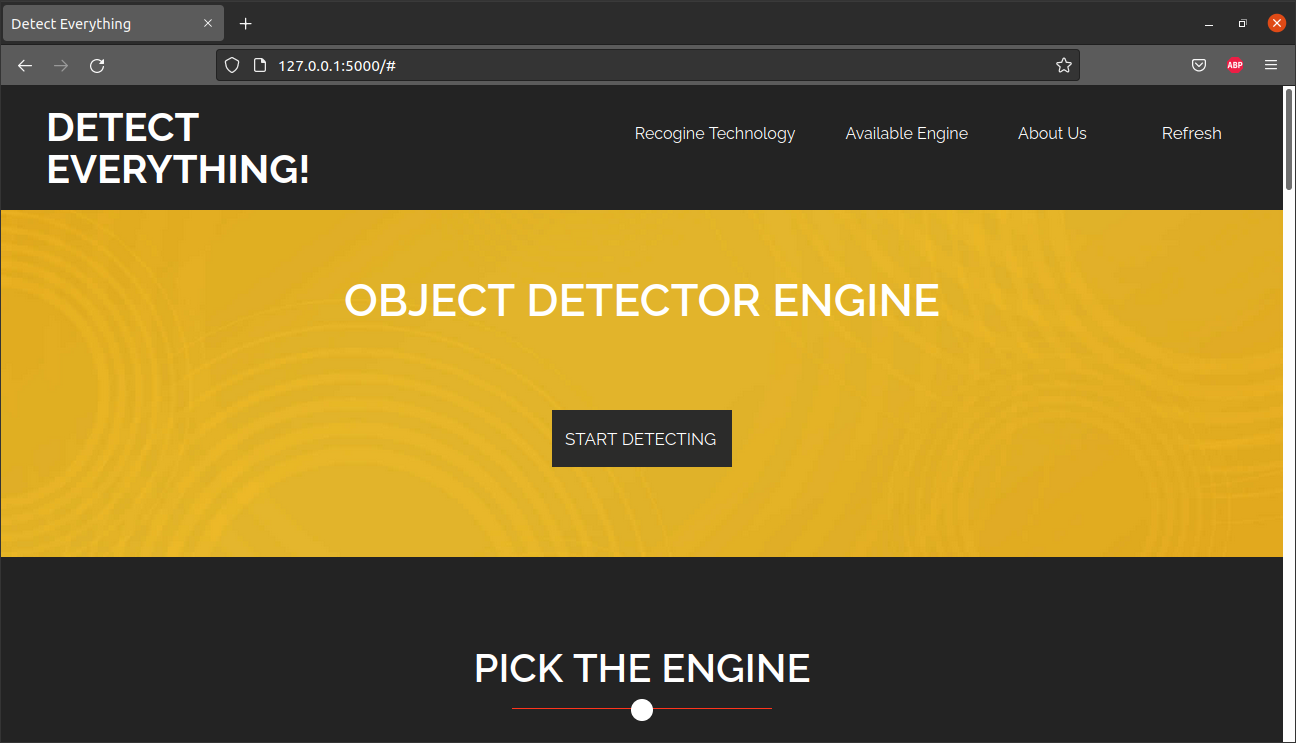 Detect Everything
127.0.0.1:5000/#
ABP
DETECT
EVERYTHING!
Recogine Technology
Available Engine
About Us
Refresh
OBJECT DETECTOR ENGINE
START DETECTING
PICK THE ENGINE